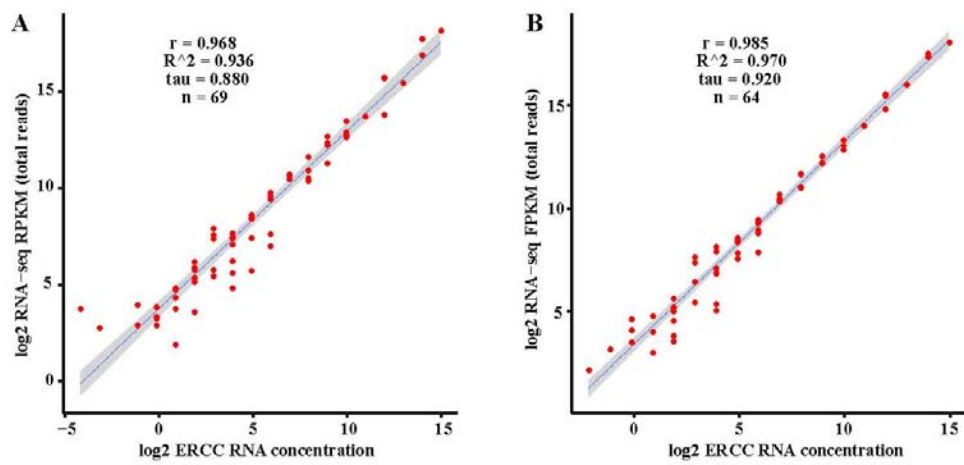 A
r = 0.968
R^2 = 0.936
tau = 0.880
n = 69
log2 RNA-seq RPKM (total reads)
15
10
5
0
-5
0
5
10
15
log2 ERCC RNA concentration
B
r = 0.985
R^2 = 0.970
tau = 0.920
n = 64
log2 RNA-seq FPKM (total reads)
15
10
5
0
5
10
15
log2 ERCC RNA concentration